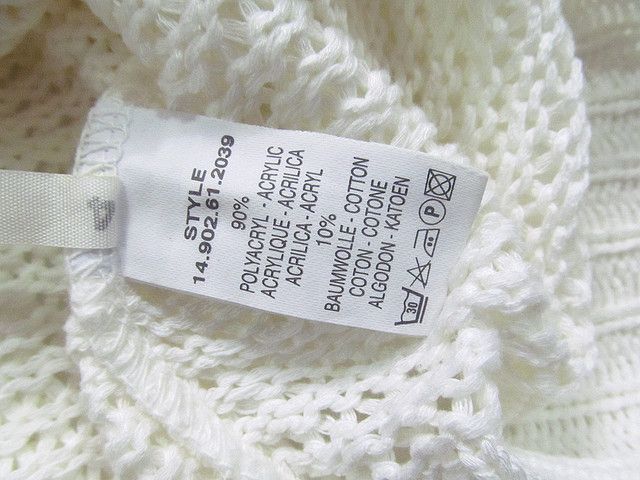 STYLE
14.902.61.2039
90%
POLYACRYL - ACRYLIC
ACRYLIQUE - ACRILICA
ACRILICA - ACRYL
10%
BAUMWOLLE - COTTON
COTON - COTONE
ALGODON - KATOEN
30 P